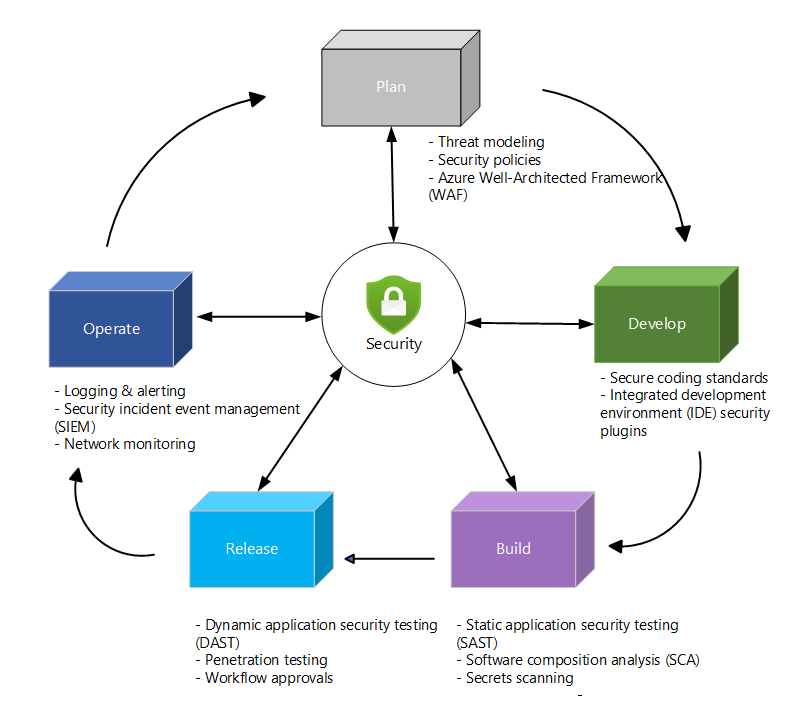 Plan
- Threat modeling
- Security policies
- Azure Well-Architected Framework
(WAF)
Operate
Security
Develop
- Logging & alerting
- Security incident event management
(SIEM)
- Network monitoring
- Secure coding standards
- Integrated development
environment (IDE) security
plugins
Release
Build
- Dynamic application security testing
(DAST)
- Penetration testing
- Workflow approvals
- Static application security testing
(SAST)
- Software composition analysis (SCA)
- Secrets scanning
-